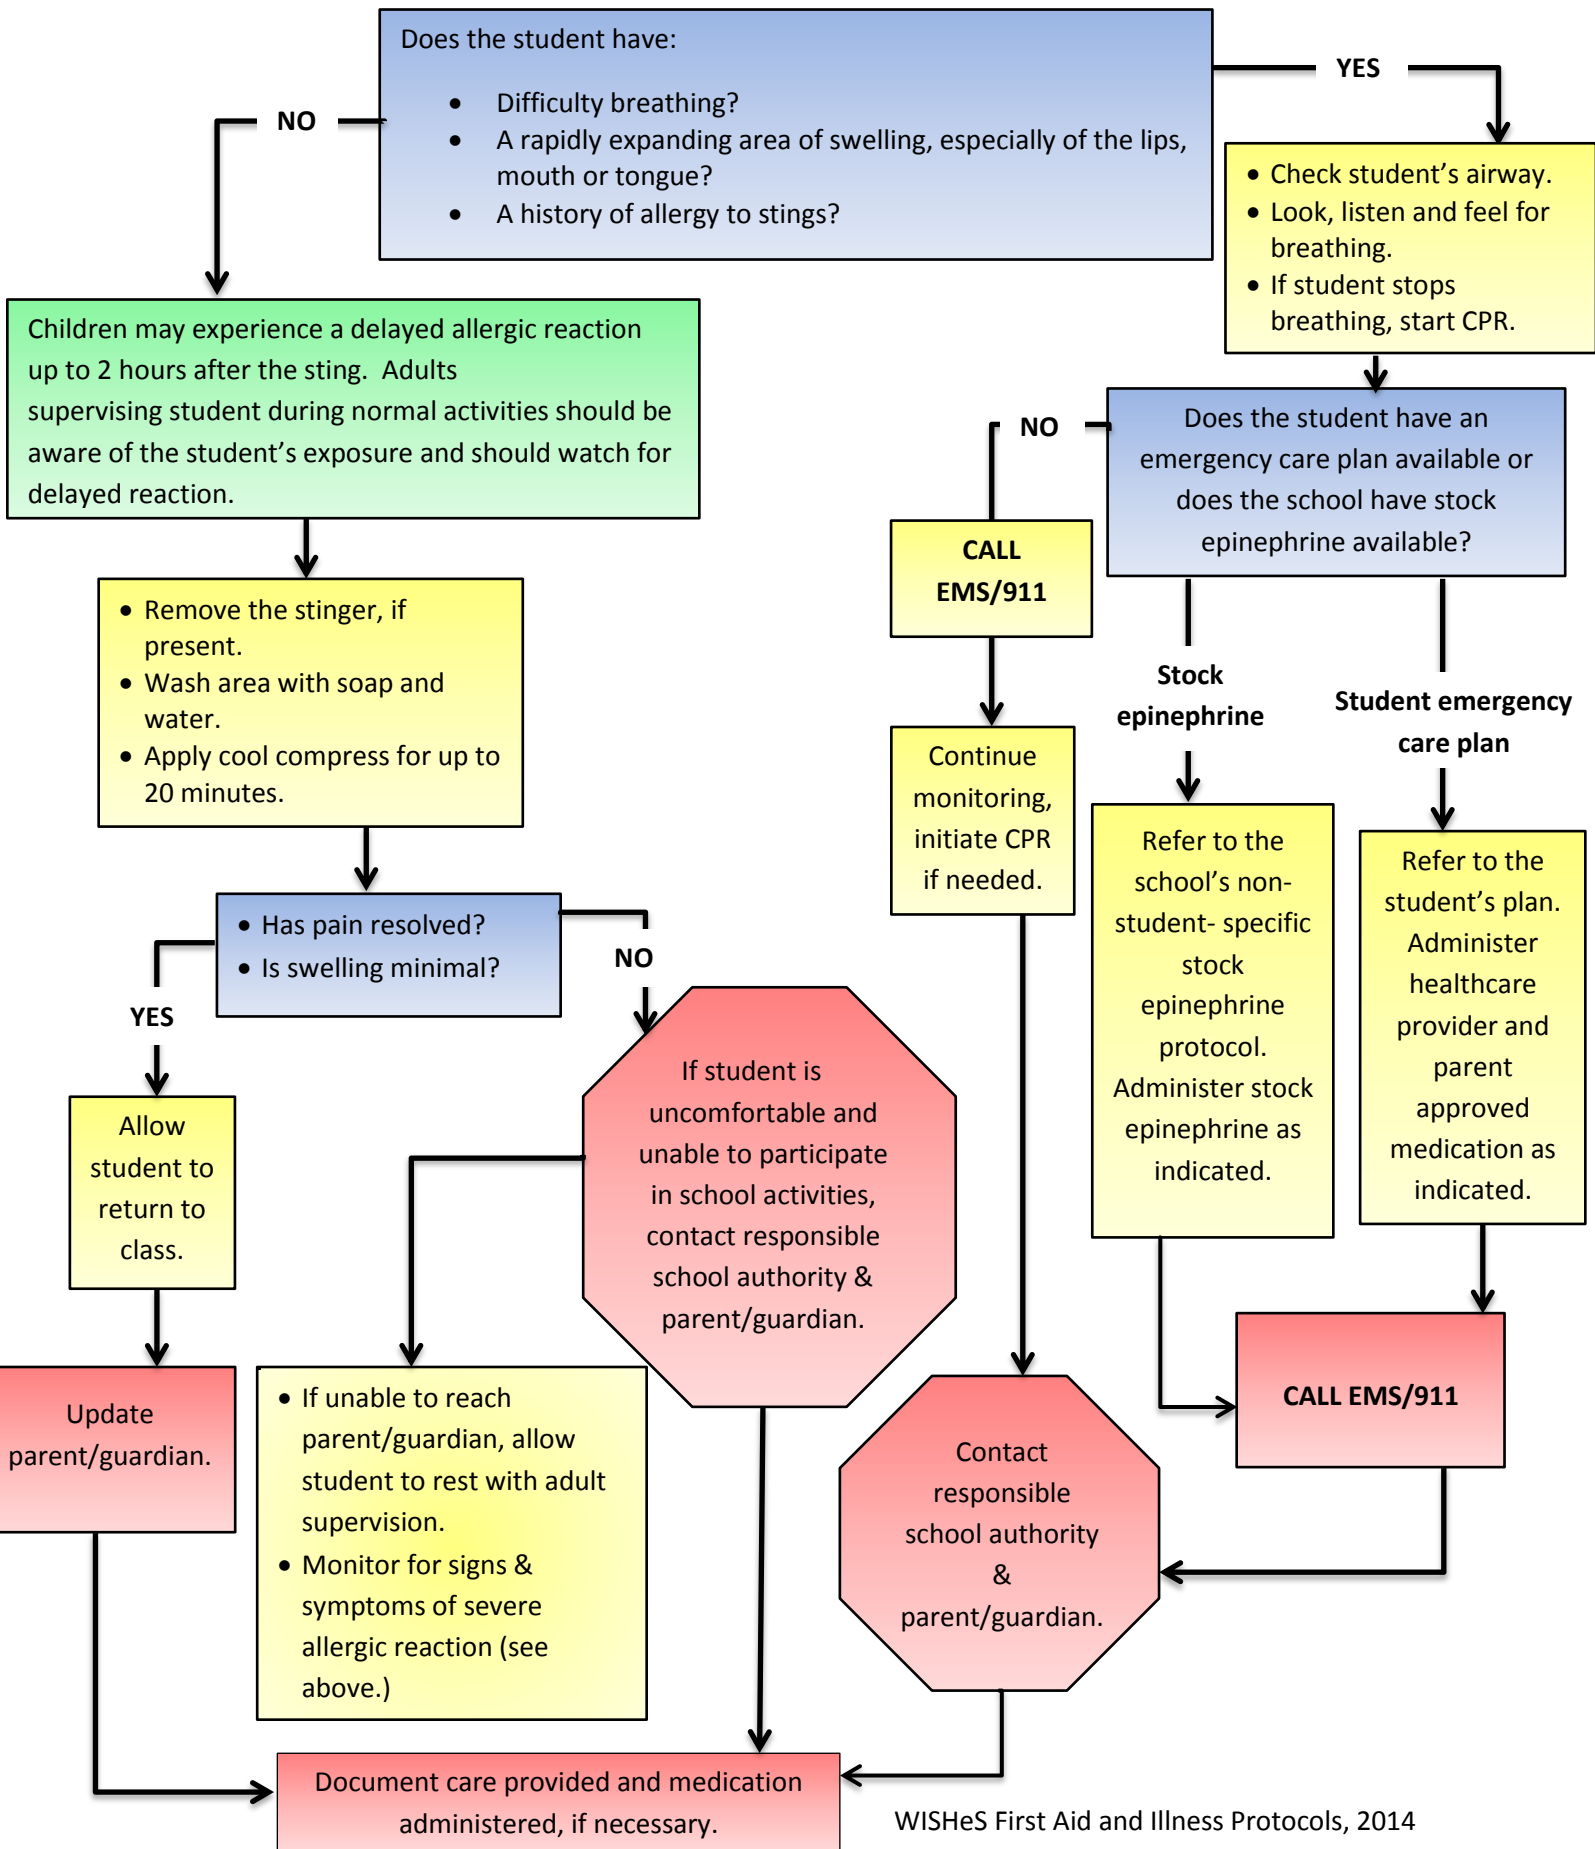 Does the student have:
• Difficulty breathing?
• A rapidly expanding area of swelling, especially of the lips,
mouth or tongue?
• A history of allergy to stings?
YES
NO
• Check student’s airway.
• Look, listen and feel for
breathing.
• If student stops
breathing, start CPR.
Children may experience a delayed allergic reaction
up to 2 hours after the sting. Adults
supervising student during normal activities should be
aware of the student’s exposure and should watch for
delayed reaction.
NO
Does the student have an
emergency care plan available or
does the school have stock
epinephrine available?
CALL
EMS/911
• Remove the stinger, if
present.
• Wash area with soap and
water.
• Apply cool compress for up to
20 minutes.
Stock
epinephrine
Student emergency
care plan
Continue
monitoring,
initiate CPR
if needed.
Refer to the
school’s non-
student- specific
stock
epinephrine
protocol.
Administer stock
epinephrine as
indicated.
Refer to the
student’s plan.
Administer
healthcare
provider and
parent
approved
medication as
indicated.
• Has pain resolved?
• Is swelling minimal?
NO
YES
If student is
uncomfortable and
unable to participate
in school activities,
contact responsible
school authority &
parent/guardian.
Allow
student to
return to
class.
CALL EMS/911
Update
parent/guardian.
• If unable to reach
parent/guardian, allow
student to rest with adult
supervision.
• Monitor for signs &
symptoms of severe
allergic reaction (see
above.)
Contact
responsible
school authority
&
parent/guardian.
Document care provided and medication
administered, if necessary.
WISHeS First Aid and Illness Protocols, 2014